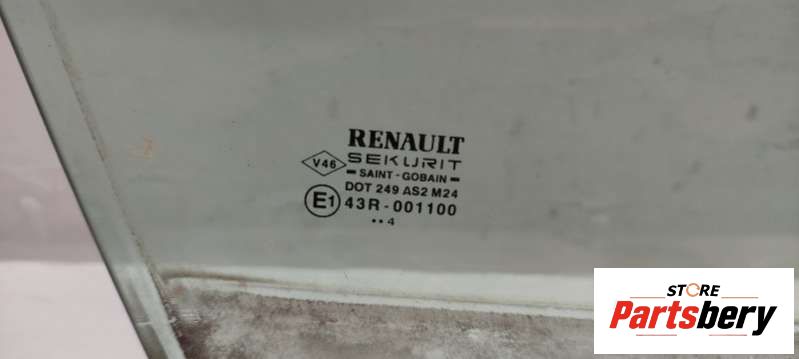 RENAULT
SEKURIT
V46
SAINT - GOBAIN
DOT 249 AS2 M24
E1 43R - 001100
••4
STORE
Partsbery